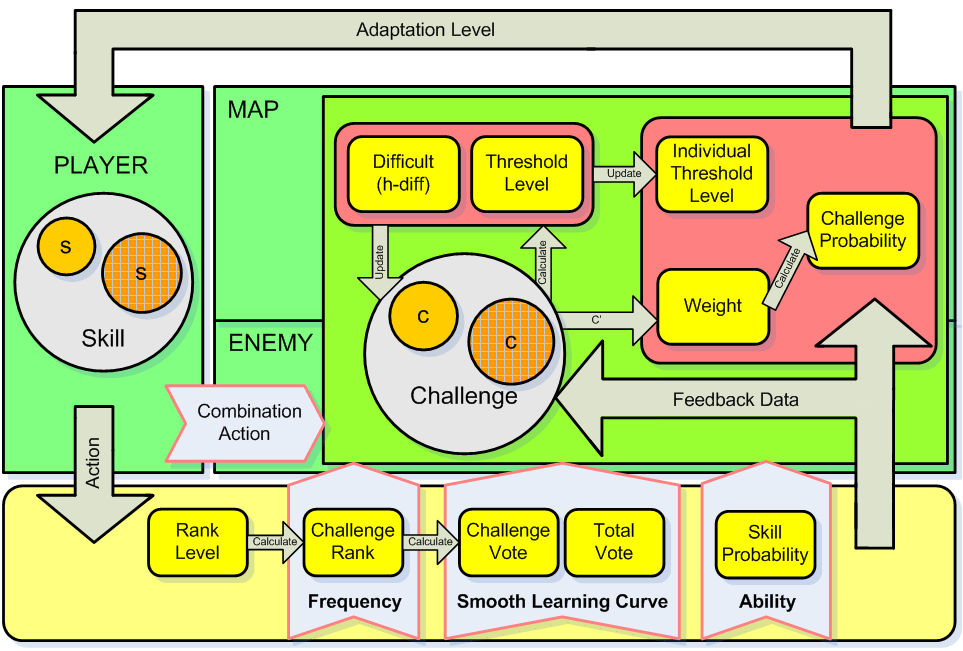 Adaptation Level
MAP
PLAYER
S
S
Skill
Difficult
(h-diff)
Threshold
Level
Update
Individual
Threshold
Level
Challenge
Probability
Calculate
Weight
Update
Calculate
C
C
C'
Challenge
ENEMY
Combination
Action
Feedback Data
Action
Rank
Level
Calculate
Challenge
Rank
Calculate
Challenge
Vote
Total
Vote
Skill
Probability
Frequency
Smooth Learning Curve
Ability